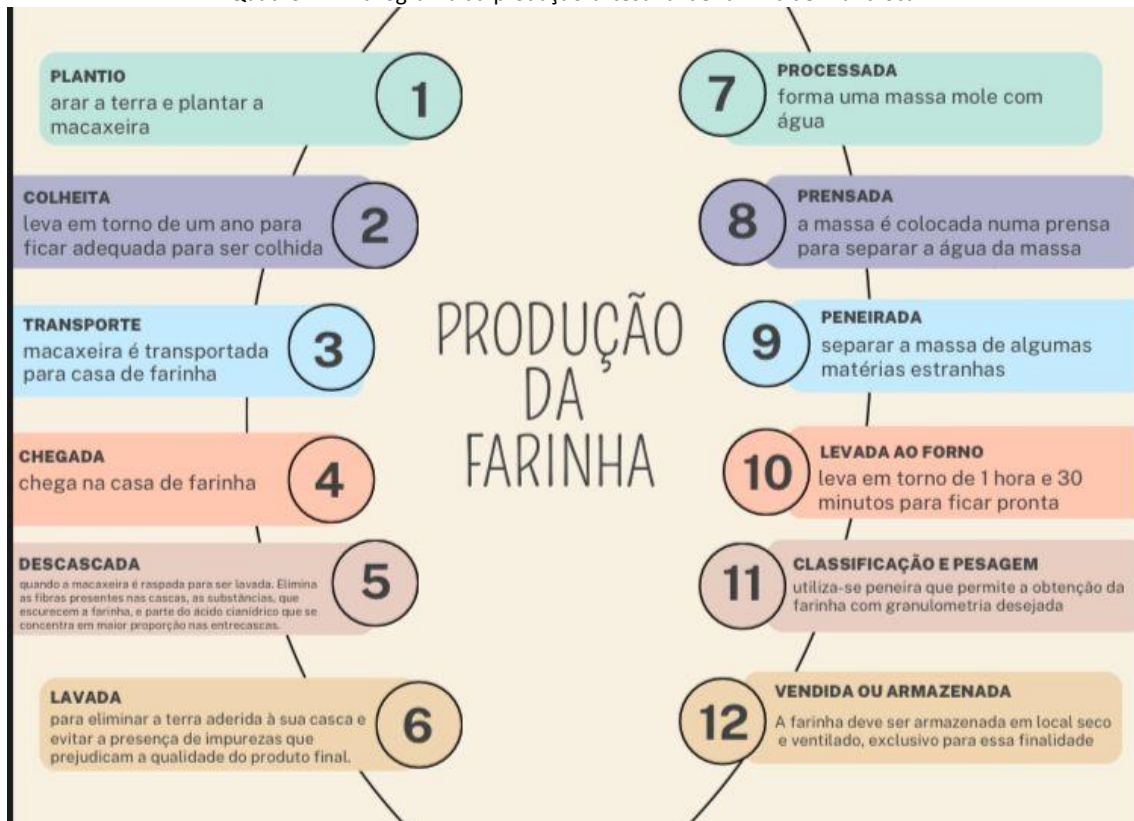 PLANTIO
arar a terra e plantar a
macaxeira
1
COLHEITA
leva em torno de um ano para
ficar adequada para ser colhida
2
TRANSPORTE
macaxeira é transportada
para casa de farinha
3
CHEGADA
chega na casa de farinha
4
DESCASCADA
quando a macaxeira é raspada para ser lavada. Elimina
as fibras presentes nas cascas, as substâncias, que
escurecem a farinha, e parte do ácido cianídrico que se
concentra em maior proporção nas entrecascas.
5
LAVADA
para eliminar a terra aderida à sua casca e
evitar a presença de impurezas que
prejudicam a qualidade do produto final.
6
PRODUÇÃO
DA
FARINHA
7
PROCESSADA
forma uma massa mole com
água
8
PRENSADA
a massa é colocada numa prensa
para separar a água da massa
9
PENEIRADA
separar a massa de algumas
matérias estranhas
10
LEVADA AO FORNO
leva em torno de 1 hora e 30
minutos para ficar pronta
11
CLASSIFICAÇÃO E PESAGEM
utiliza-se peneira que permite a obtenção da
farinha com granulometria desejada
12
VENDIDA OU ARMAZENADA
A farinha deve ser armazenada em local seco
e ventilado, exclusivo para essa finalidade